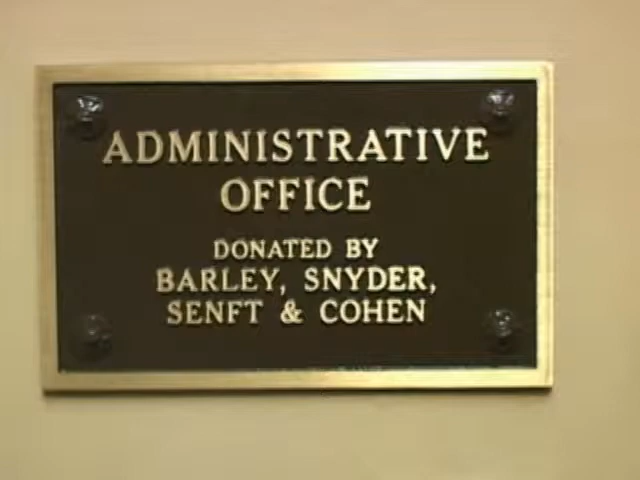 ADMINISTRATIVE
OFFICE
DONATED BY
BARLEY, SNYDER,
SENFT & COHEN